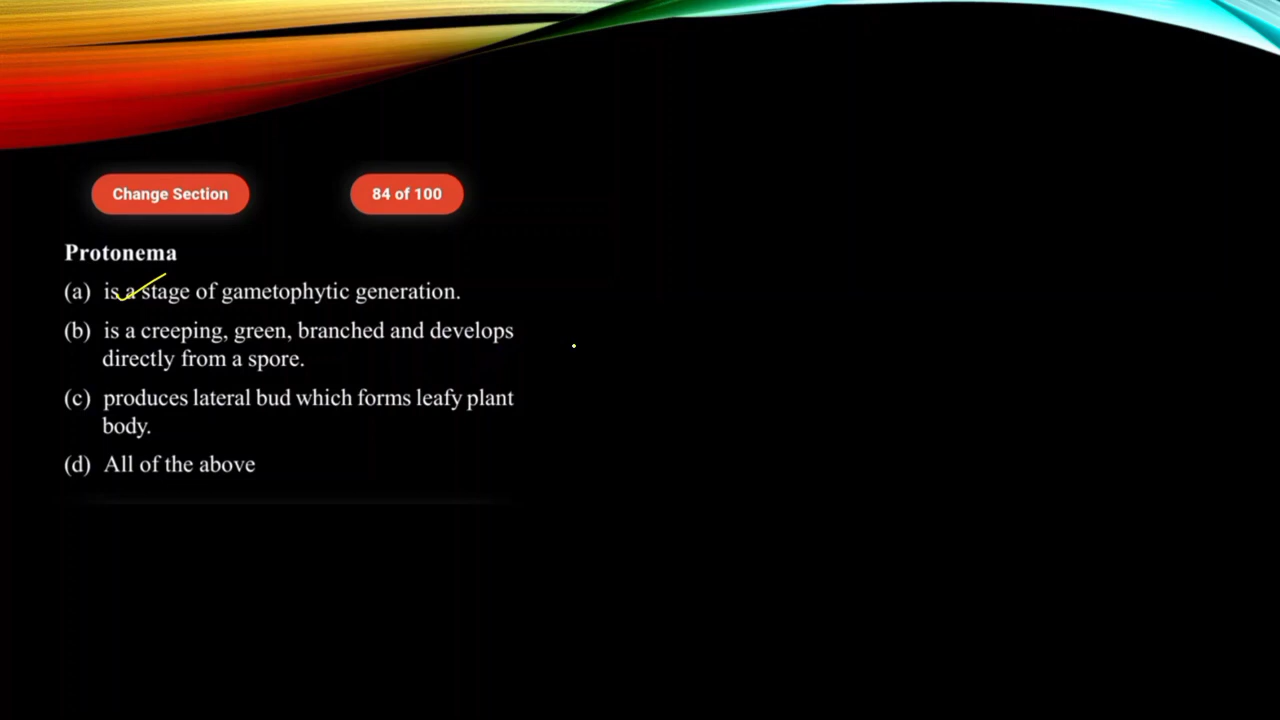 Change Section
84 of 100
Protonema
(a) is a stage of gametophytic generation.
(b) is a creeping, green, branched and develops
directly from a spore.
(c) produces lateral bud which forms leafy plant
body.
(d) All of the above